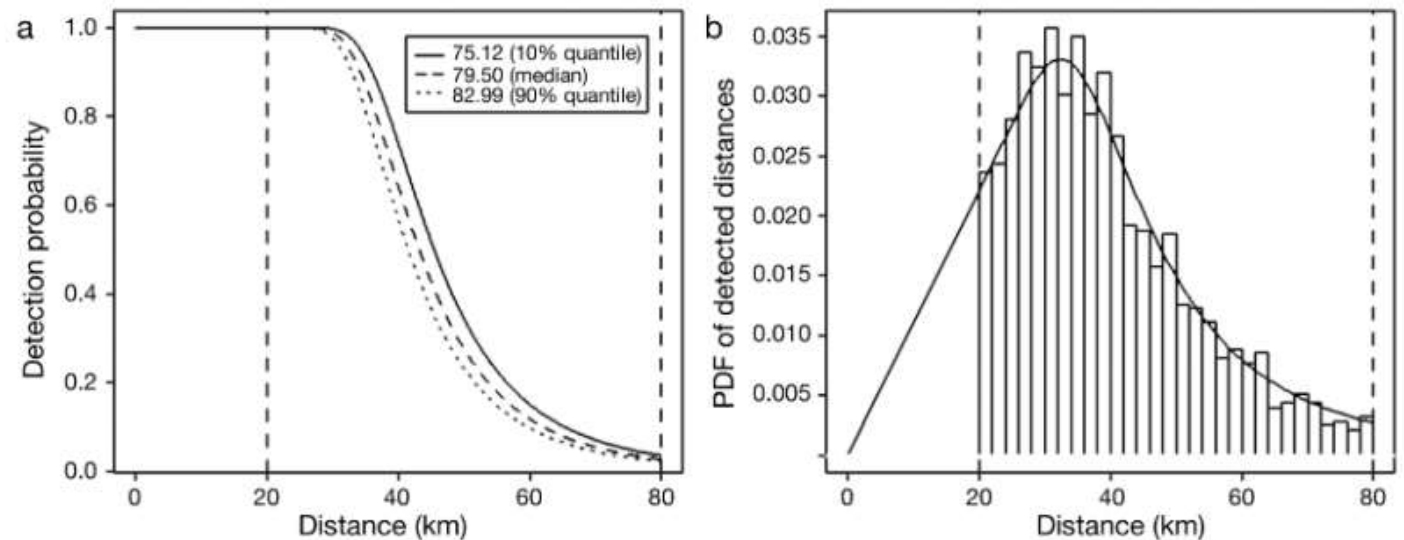 a
1.0
0.8
0.6
0.4
0.2
0.0
Detection probability
75.12 (10% quantile)
79.50 (median)
82.99 (90% quantile)
0 20 40 60 80
Distance (km)
b
0.035
0.030
0.025
0.020
0.015
0.010
0.005
PDF of detected distances
0 20 40 60 80
Distance (km)